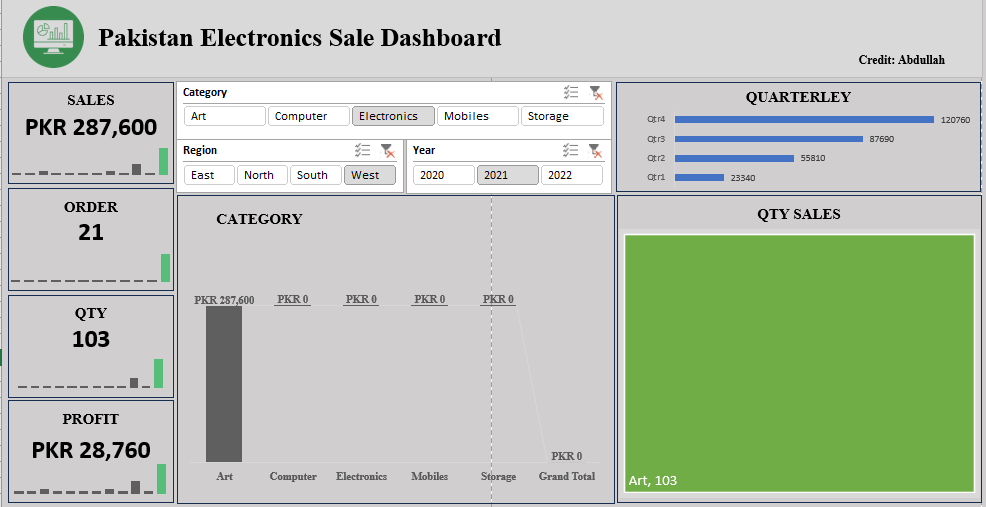 Pakistan Electronics Sale Dashboard
Credit: Abdullah
SALES
PKR 287,600
ORDER
21
QTY
103
PROFIT
PKR 28,760
Category
Art Computer Electronics Mobiles Storage
Region
East North South West
Year
2020 2021 2022
CATEGORY
PKR 287,600 PKR 0 PKR 0 PKR 0 PKR 0
PKR 0
Art Computer Electronics Mobiles Storage Grand Total
QUARTERLEY
Qtr4 120760
Qtr3 87690
Qtr2 55810
Qtr1 23340
QTY SALES
Art, 103